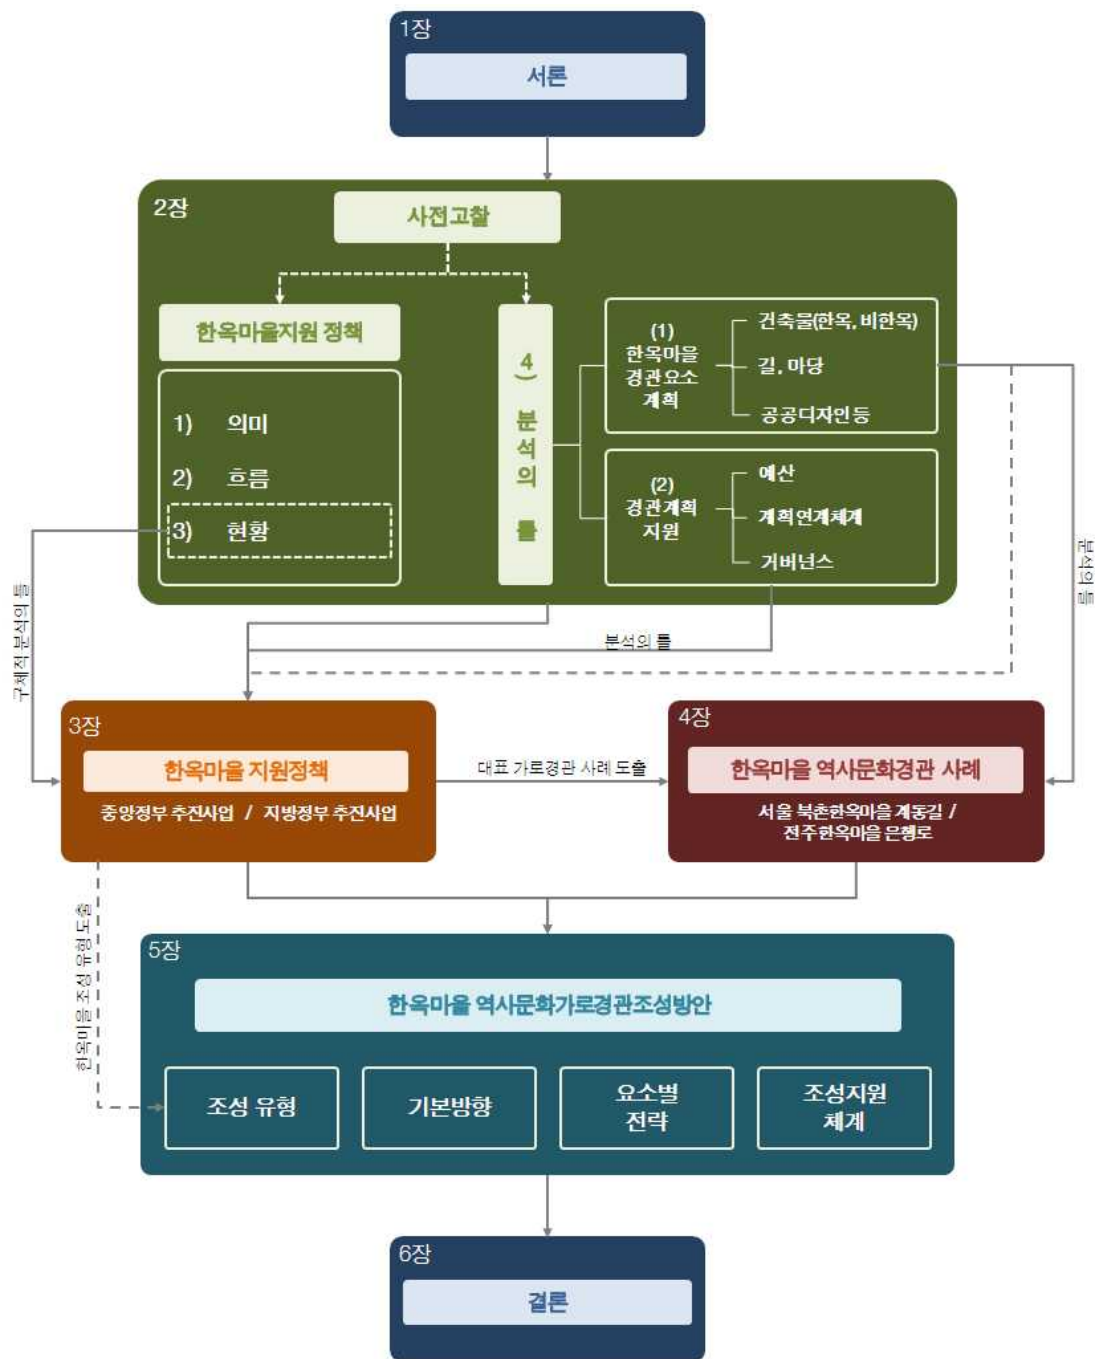 1장
서론
2장
사전고찰
한옥마을지원 정책
1) 의미
2) 흐름
3) 현황
4) 분석의 틀
(1)
한옥마을
경관요소
계획
건축물(한옥, 비한옥)
길, 마당
공공디자인 등
(2)
경관계획
지원
예산
계획연계체계
거버넌스
구체적 분석의 틀
분석의 틀
분석의 틀
3장
한옥마을 지원정책
중앙정부 추진사업 / 지방정부 추진사업
대표 가로경관 사례 도출
4장
한옥마을 역사문화경관 사례
서울 북촌한옥마을 계동길 /
전주한옥마을 은행로
한옥마을 조성 유형 도출
5장
한옥마을 역사문화가로경관조성방안
조성 유형
기본방향
요소별
전략
조성지원
체계
6장
결론